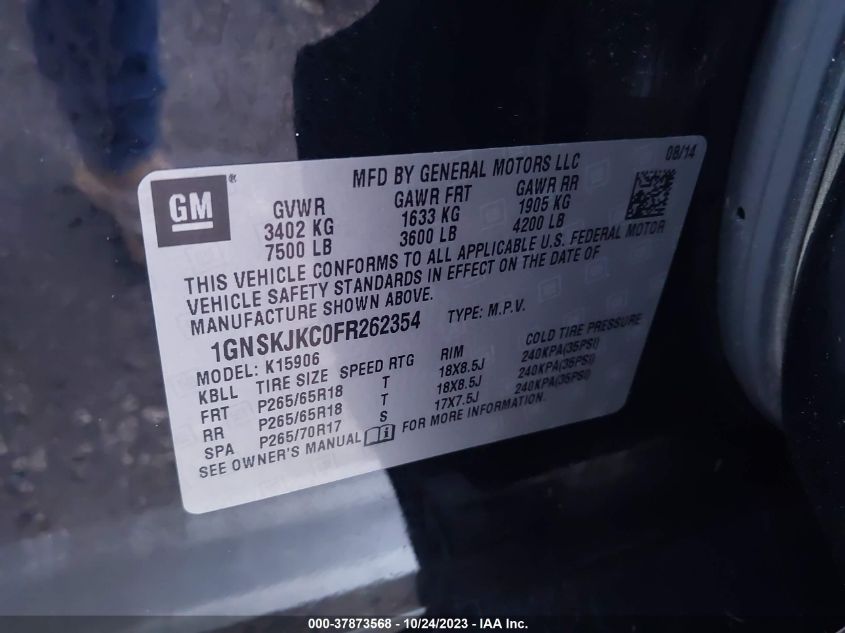 MFD BY GENERAL MOTORS LLC 08/14
GM ®
GVWR GAWR FRT GAWR RR
3402 KG 1633 KG 1905 KG
7500 LB 3600 LB 4200 LB
THIS VEHICLE CONFORMS TO ALL APPLICABLE U.S. FEDERAL MOTOR
VEHICLE SAFETY STANDARDS IN EFFECT ON THE DATE OF
MANUFACTURE SHOWN ABOVE.
1GNSKJKC0FR262354 TYPE: M.P.V.
MODEL: K15906
KBLL TIRE SIZE SPEED RTG RIM COLD TIRE PRESSURE
FRT P265/65R18 T 18X8.5J 240KPA(35PSI)
RR P265/65R18 T 18X8.5J 240KPA(35PSI)
SPA P265/70R17 S 17X7.5J 240KPA(35PSI)
SEE OWNER'S MANUAL FOR MORE INFORMATION.
000-37873568 - 10/24/2023 - IAA Inc.